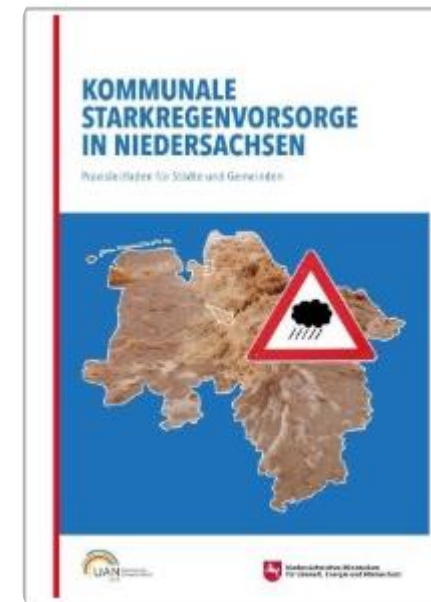 KOMMUNALE
STARKREGENVORSORGE
IN NIEDERSACHSEN
Praxisleitfaden für Städte und Gemeinden
UAN
Niedersächsisches Ministerium
für Umwelt, Energie und Klimaschutz